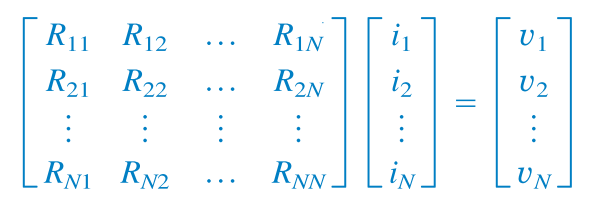 R₁₁ R₁₂ … R₁N i₁ v₁
R₂₁ R₂₂ … R₂N i₂ = v₂
⋮ ⋮ ⋮ ⋮ ⋮ ⋮
RN₁ RN₂ … RNN iN vN